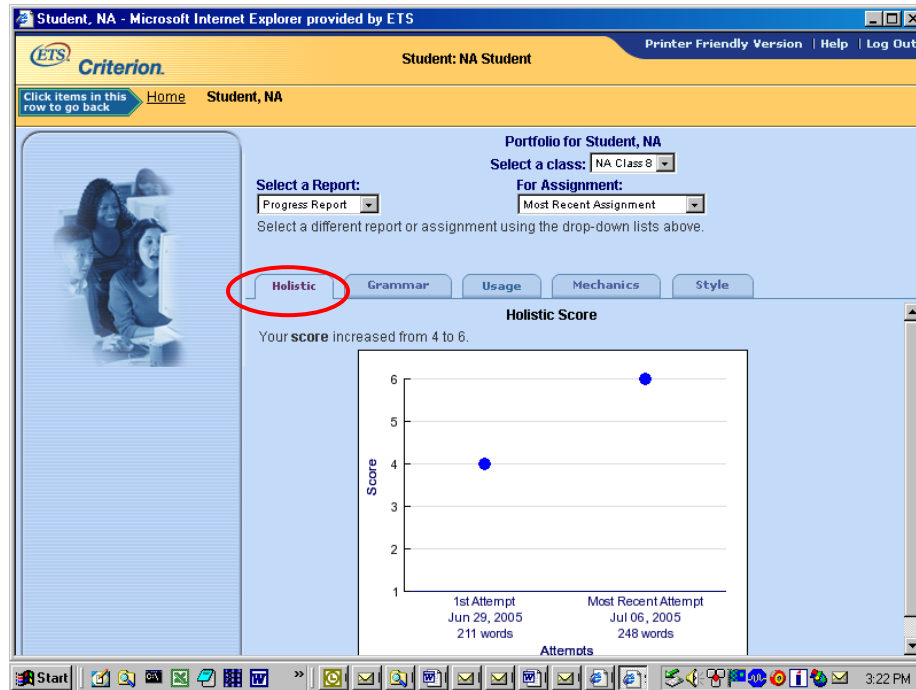 Student, NA - Microsoft Internet Explorer provided by ETS
Printer Friendly Version | Help | Log Out
ETS
Criterion.
Student: NA Student
Click items in this
row to go back
Home Student, NA
Portfolio for Student, NA
Select a class: NA Class 8
Select a Report: For Assignment:
Progress Report Most Recent Assignment
Select a different report or assignment using the drop-down lists above.
Holistic Grammar Usage Mechanics Style
Holistic Score
Your score increased from 4 to 6.
6
5
4
3
2
1
Score
1st Attempt Most Recent Attempt
Jun 29, 2005 Jul 06, 2005
211 words 248 words
Attempts
Start » 3:22 PM